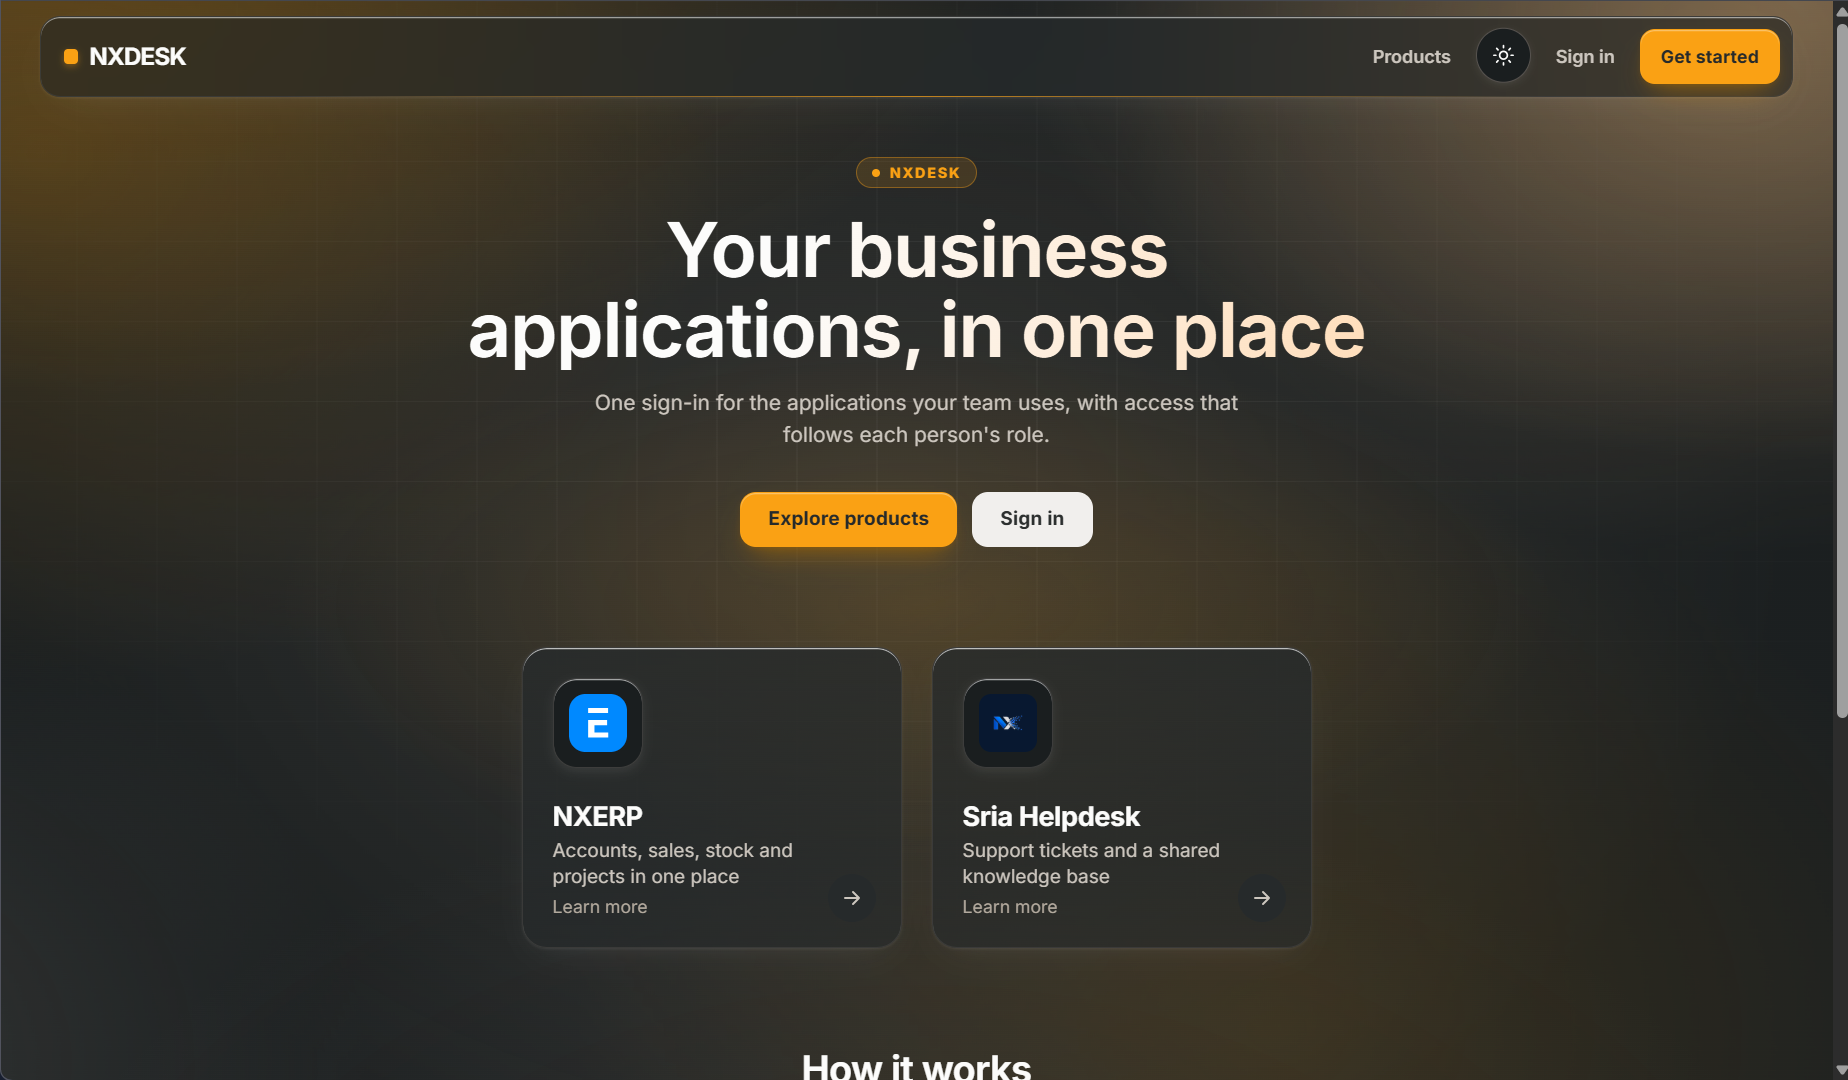 NXDESK
Products
Sign in
Get started
NXDESK
Your business
applications, in one place
One sign-in for the applications your team uses, with access that
follows each person's role.
Explore products
Sign in
E
NX
NXERP
Accounts, sales, stock and
projects in one place
Learn more
Sria Helpdesk
Support tickets and a shared
knowledge base
Learn more
How it works